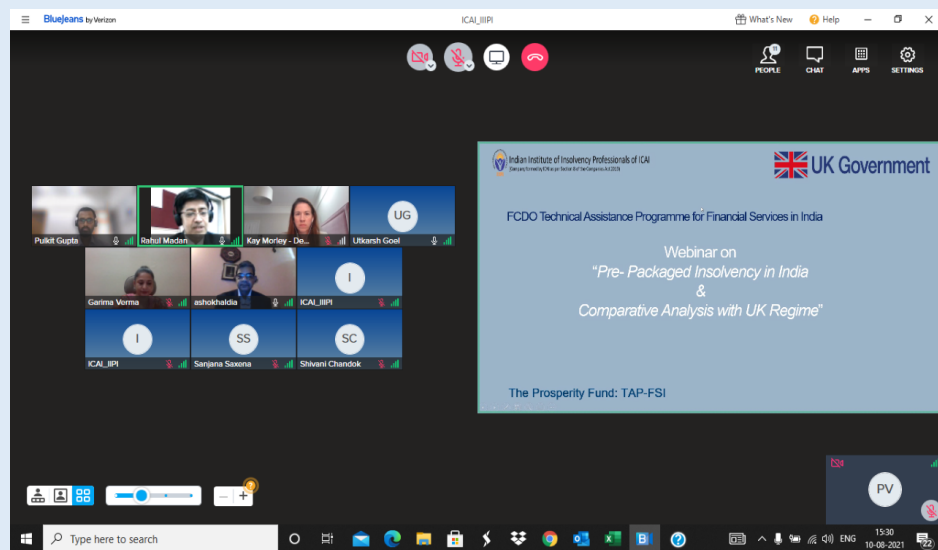 BlueJeans by Verizon
ICAI_IIIPI
What's New
Help
11
PEOPLE
CHAT
APPS
SETTINGS
Indian Institute of Insolvency Professionals of ICAI
UK Government
FCDO Technical Assistance Programme for Financial Services in India
Webinar on
“Pre- Packaged Insolvency in India
&
Comparative Analysis with UK Regime”
The Prosperity Fund: TAP-FSI
Pulkit Gupta
Rahul Madan
Kay Morley - De...
UG
Utkarsh Goel
Garima Verma
ashokhaldia
I
ICAI_IIIPI
I
ICAI_IIPI
SS
Sanjana Saxena
SC
Shivani Chandok
PV
Type here to search
ENG
15:30
10-08-2021
22